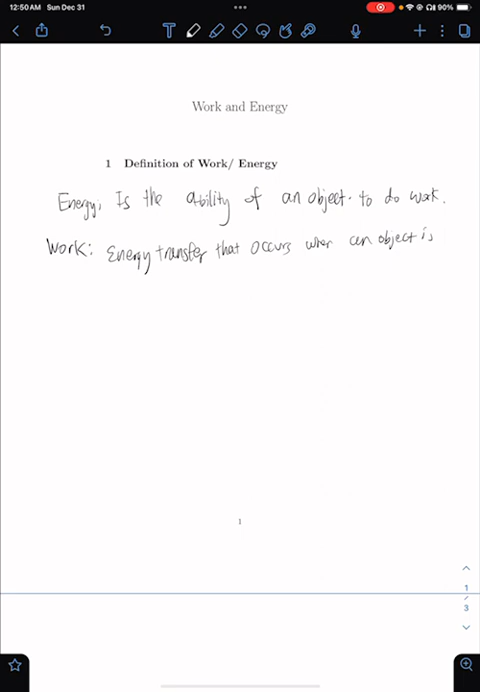 12:50 AM Sun Dec 31
90%
Work and Energy
1 Definition of Work/ Energy
Energy, Is the ability of an object. to do work.
Work: Energy transfer that occurs when an object is
1
1
3